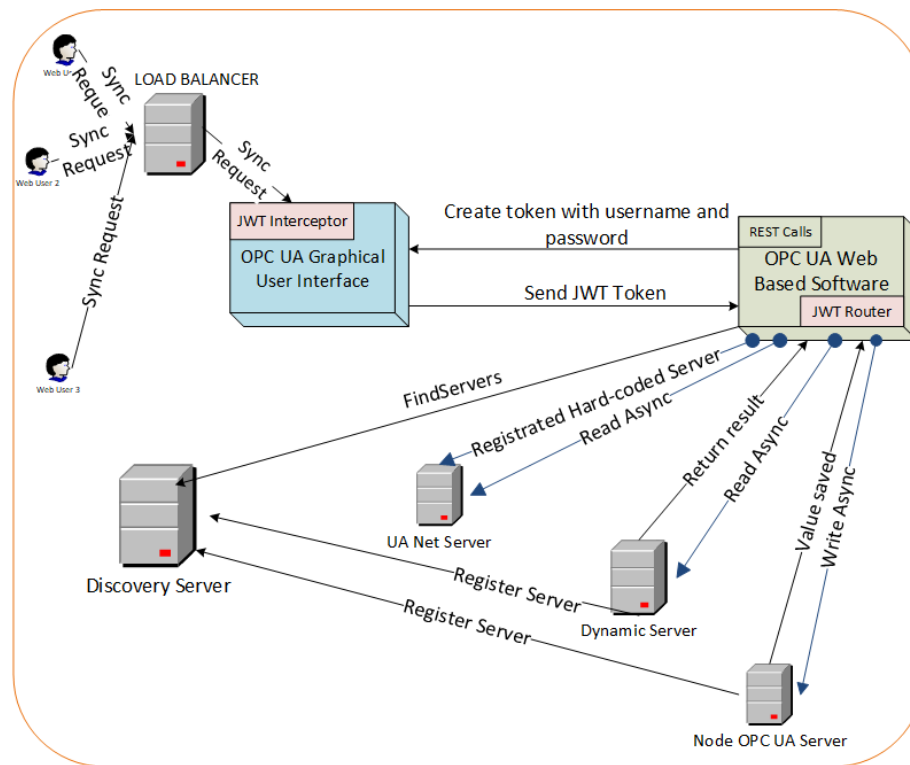 Web U
Sync
Reque
LOAD BALANCER
Sync
Request
Web User 2
Sync
Request
Sync Request
Web User 3
JWT Interceptor
OPC UA Graphical
User Interface
Create token with username and
password
Send JWT Token
REST Calls
OPC UA Web
Based Software
JWT Router
FindServers
Registrated Hard-coded Server
Read Async
Return result
Read Async
Value saved
Write Async
UA Net Server
Discovery Server
Register Server
Register Server
Dynamic Server
Node OPC UA Server